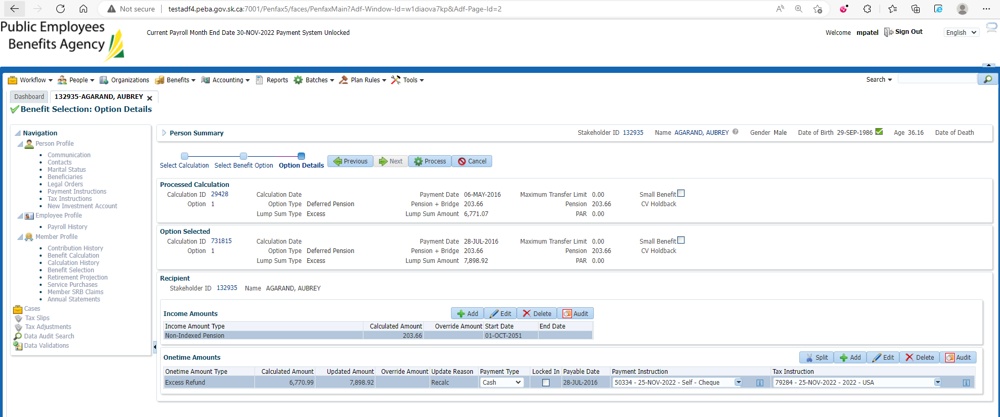 Not secure testadf4.peba.gov.sk.ca:7001/Penfax5/faces/PenfaxMain?Adf-Window-Id=w1diaova7kp&Adf-Page-Id=2
Public Employees
Benefits Agency
Current Payroll Month End Date 30-NOV-2022 Payment System Unlocked
Welcome mpatel Sign Out English
Workflow People Organizations Benefits Accounting Reports Batches Plan Rules Tools Search
Dashboard 132935-AGARAND, AUBREY
Benefit Selection: Option Details
Navigation
Person Profile
Communication
Contacts
Marital Status
Beneficiaries
Legal Orders
Payment Instructions
Tax Instructions
New Investment Account
Employee Profile
Payroll History
Member Profile
Contribution History
Benefit Calculation
Calculation History
Benefit Selection
Retirement Projection
Service Purchases
Member SRB Claims
Annual Statements
Cases
Tax Slips
Tax Adjustments
Data Audit Search
Data Validations
Person Summary Stakeholder ID 132935 Name AGARAND, AUBREY Gender Male Date of Birth 29-SEP-1986 Age 36.16 Date of Death
Select Calculation Select Benefit Option Option Details Previous Next Process Cancel
Processed Calculation
Calculation ID 29428 Calculation Date Payment Date 06-MAY-2016 Maximum Transfer Limit 0.00 Small Benefit
Option 1 Option Type Deferred Pension Pension + Bridge 203.66 Pension 203.66 CV Holdback
Lump Sum Type Excess Lump Sum Amount 6,771.07 PAR 0.00
Option Selected
Calculation ID 731815 Calculation Date Payment Date 28-JUL-2016 Maximum Transfer Limit 0.00 Small Benefit
Option 1 Option Type Deferred Pension Pension + Bridge 203.66 Pension 203.66 CV Holdback
Lump Sum Type Excess Lump Sum Amount 7,898.92 PAR 0.00
Recipient
Stakeholder ID 132935 Name AGARAND, AUBREY
Income Amounts Add Edit Delete Audit
Income Amount Type Calculated Amount Override Amount Start Date End Date
Non-Indexed Pension 203.66 01-OCT-2051
Onetime Amounts Split Add Edit Delete Audit
Onetime Amount Type Calculated Amount Updated Amount Override Amount Update Reason Payment Type Locked In Payable Date Payment Instruction Tax Instruction
Excess Refund 6,770.99 7,898.92 Recalc Cash 28-JUL-2016 50334 - 25-NOV-2022 - Self - Cheque 79284 - 25-NOV-2022 - 2022 - USA